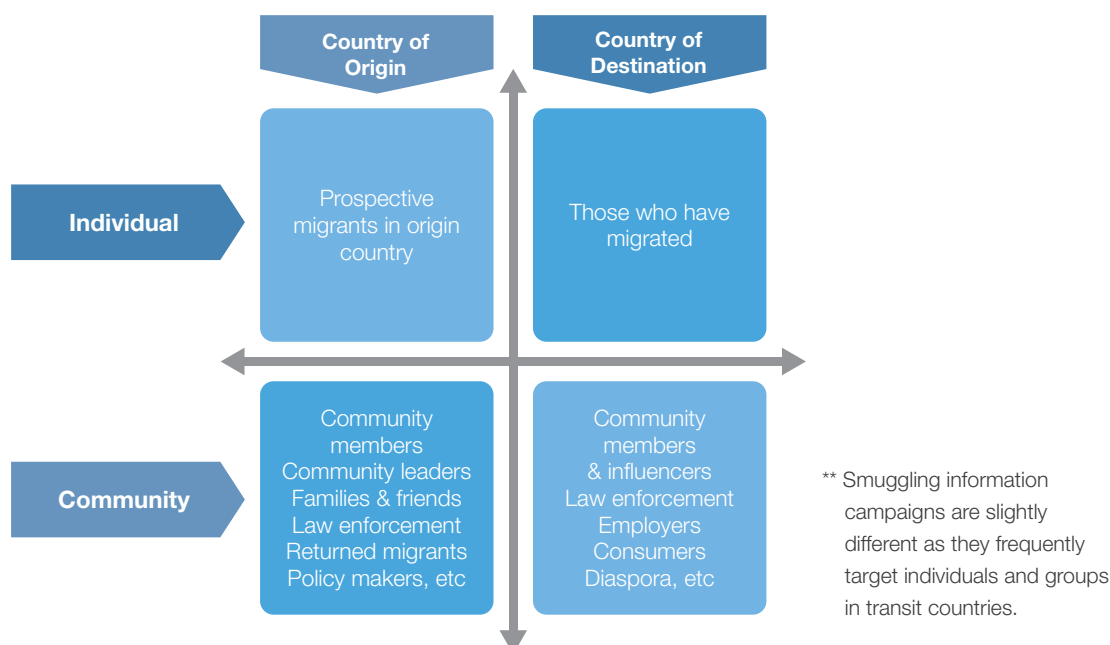 Country of
Origin
Country of
Destination
Individual
Prospective
migrants in origin
country
Those who have
migrated
Community
Community
members
Community leaders
Families & friends
Law enforcement
Returned migrants
Policy makers, etc
Community
members
& influencers
Law enforcement
Employers
Consumers
Diaspora, etc
** Smuggling information
campaigns are slightly
different as they frequently
target individuals and groups
in transit countries.